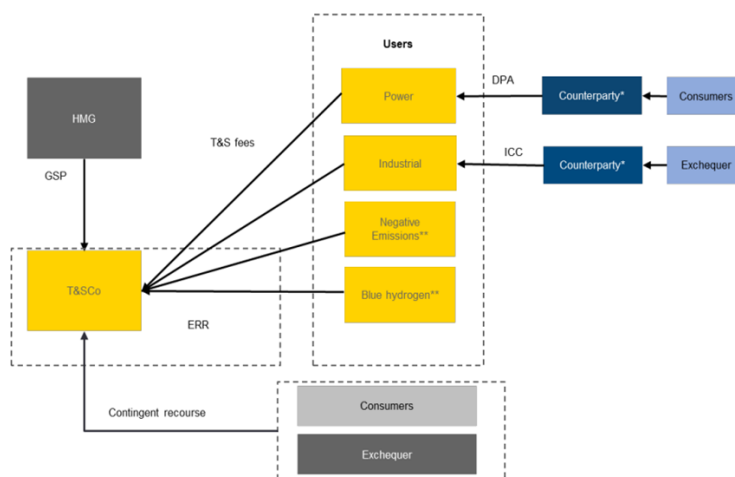 Users
HMG
Power
DPA
Counterparty*
Consumers
T&S fees
Industrial
ICC
Counterparty*
Exchequer
GSP
Negative
Emissions**
T&SCo
Blue hydrogen**
ERR
Contingent recourse
Consumers
Exchequer